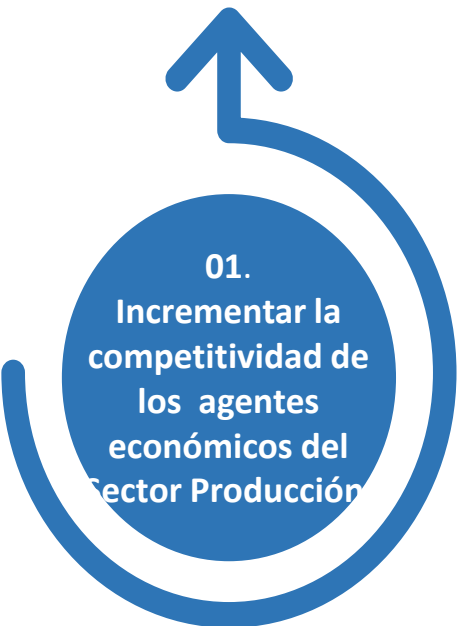 01.
Incrementar la
competitividad de
los agentes
económicos del
Sector Producción